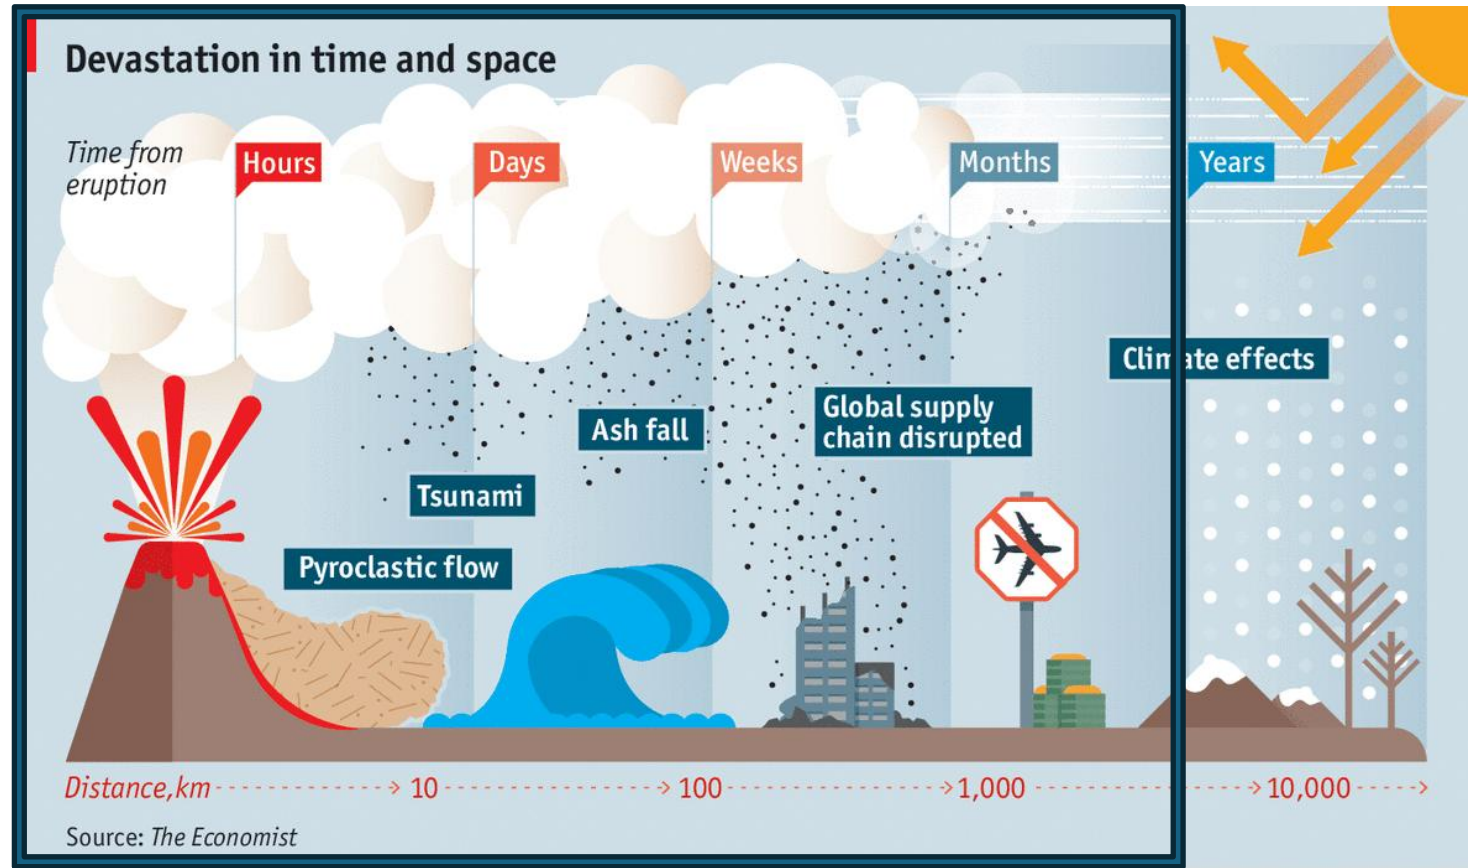 Devastation in time and space
Time from
eruption
Hours
Days
Weeks
Months
Years
Climate effects
Global supply
chain disrupted
Ash fall
Tsunami
Pyroclastic flow
Distance, km 10 100 1,000 10,000
Source: The Economist